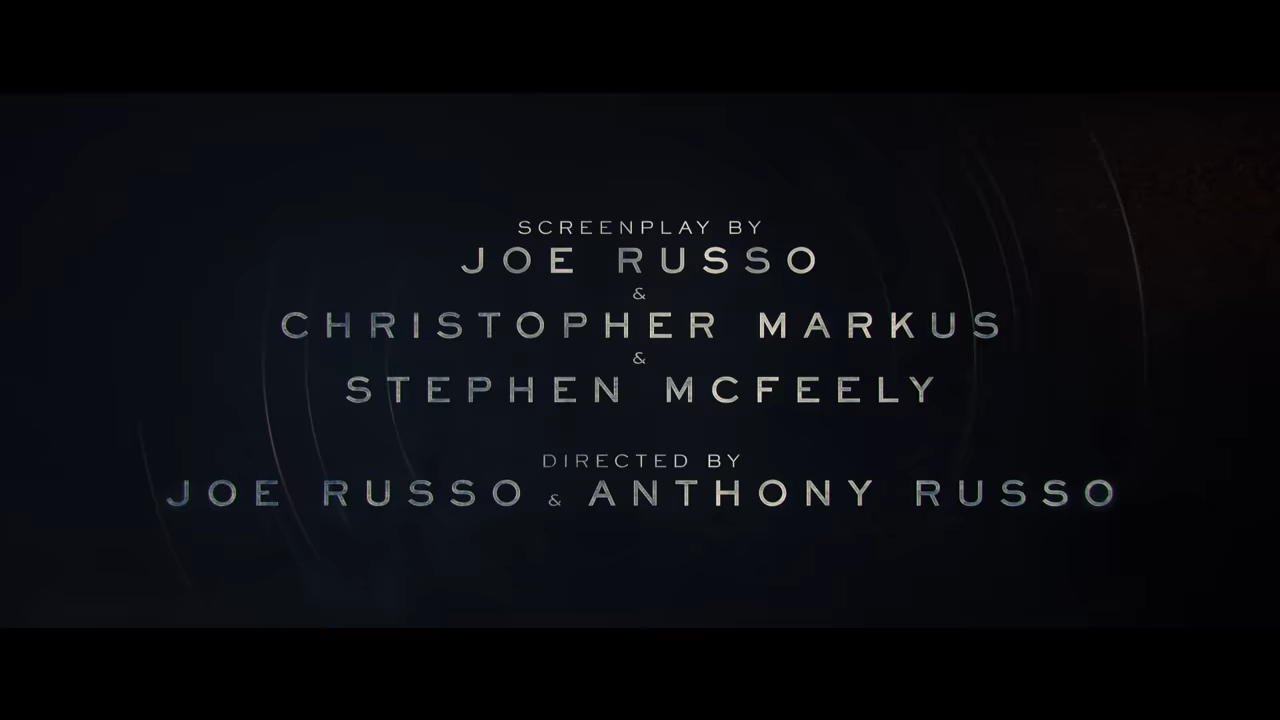 SCREENPLAY BY
JOE RUSSO
&
CHRISTOPHER MARKUS
&
STEPHEN MCFEELY
DIRECTED BY
JOE RUSSO & ANTHONY RUSSO